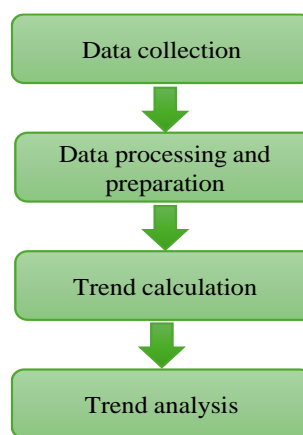 Data collection
Data processing and
preparation
Trend calculation
Trend analysis